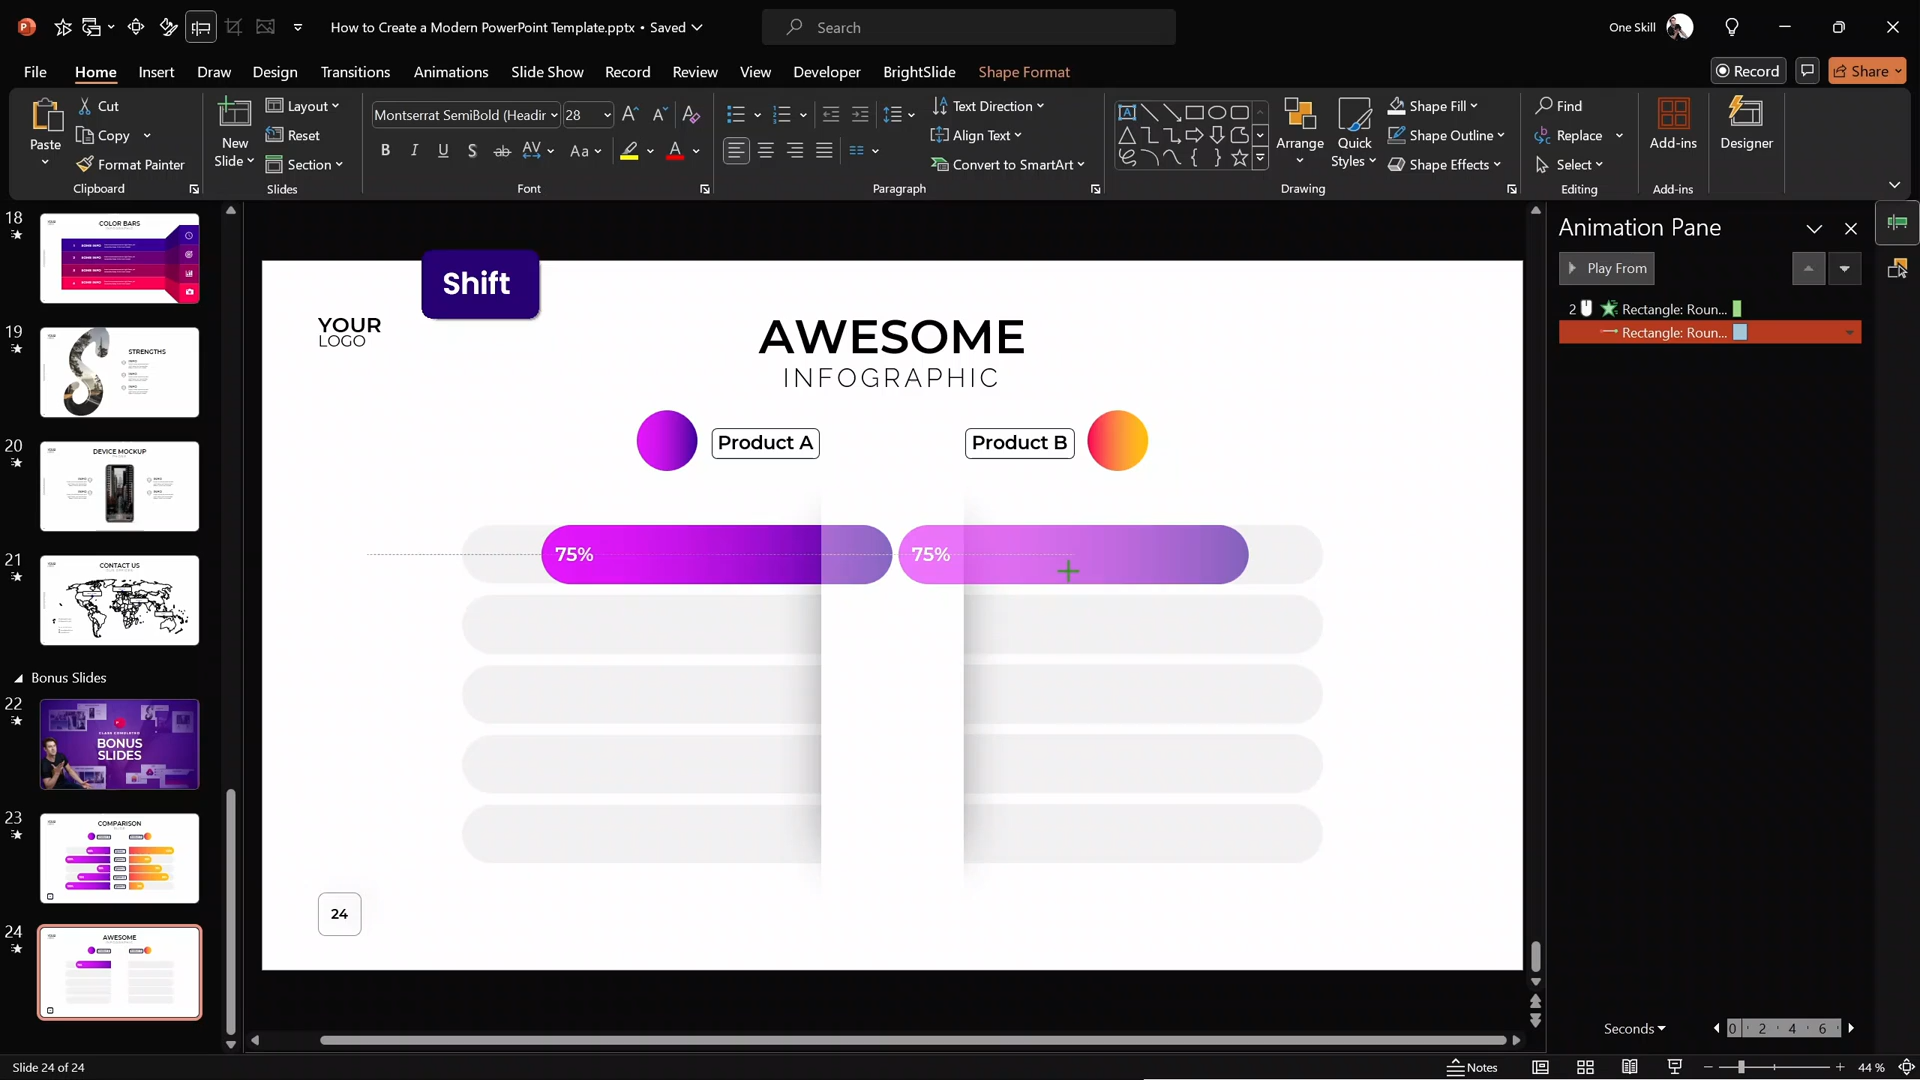 How to Create a Modern PowerPoint Template.pptx • Saved
Search
One Skill
File Home Insert Draw Design Transitions Animations Slide Show Record Review View Developer BrightSlide Shape Format
Record
Share
Paste
Cut
Copy
Format Painter
Clipboard
New
Slide
Layout
Reset
Section
Slides
Montserrat SemiBold (Headir
28
Font
Text Direction
Align Text
Convert to SmartArt
Paragraph
Arrange
Quick
Styles
Shape Fill
Shape Outline
Shape Effects
Drawing
Find
Replace
Select
Editing
Add-ins
Add-ins
Designer
18
COLOR BARS
19
STRENGTHS
20
DEVICE MOCKUP
21
CONTACT US
Bonus Slides
22
CLASS COMPLETED
BONUS
SLIDES
23
COMPARISON
24
AWESOME
Shift
YOUR
LOGO
AWESOME
INFOGRAPHIC
Product A
Product B
75%
75%
24
Animation Pane
Play From
2 Rectangle: Roun...
Rectangle: Roun...
Seconds
0 2 4 6
Slide 24 of 24
Notes
44 %